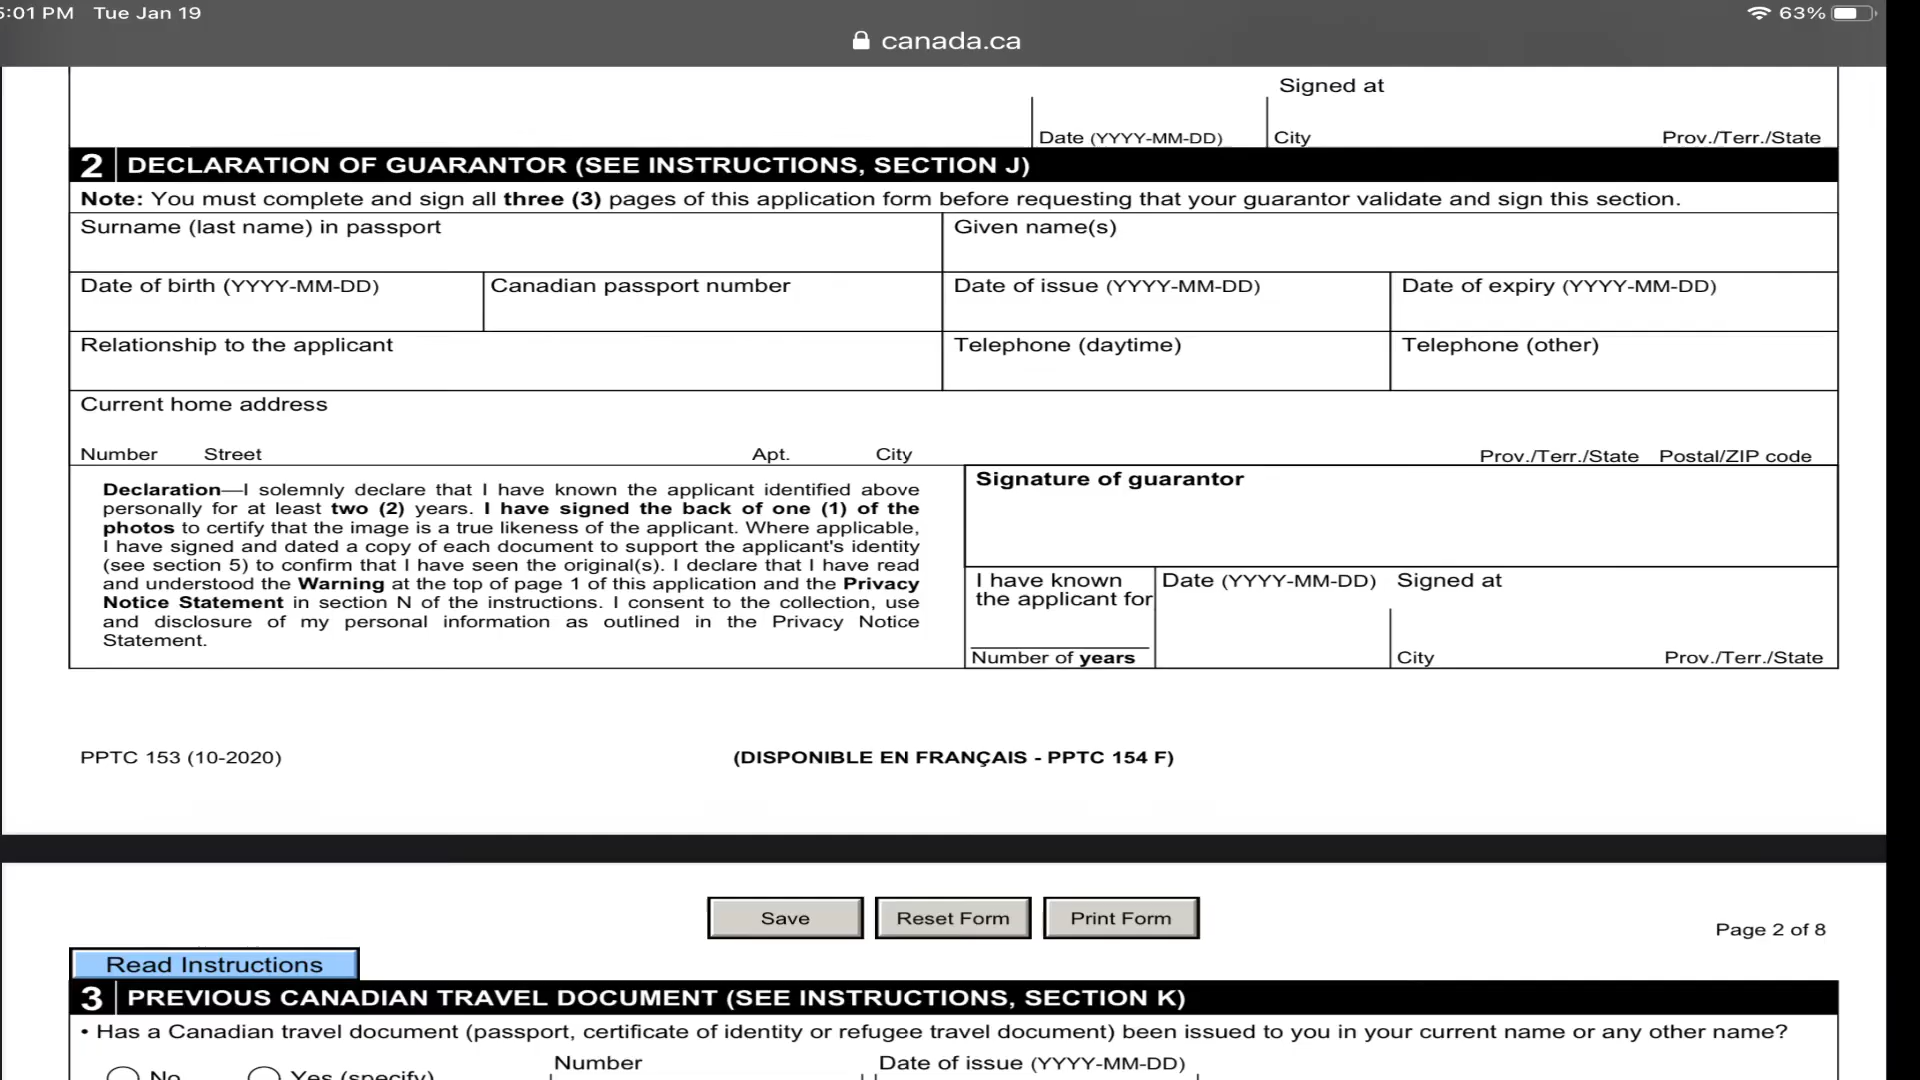 5:01 PM Tue Jan 19
63%
canada.ca
Signed at
Date (YYYY-MM-DD) City Prov./Terr./State
2 DECLARATION OF GUARANTOR (SEE INSTRUCTIONS, SECTION J)
Note: You must complete and sign all three (3) pages of this application form before requesting that your guarantor validate and sign this section.
Surname (last name) in passport Given name(s)
Date of birth (YYYY-MM-DD) Canadian passport number Date of issue (YYYY-MM-DD) Date of expiry (YYYY-MM-DD)
Relationship to the applicant Telephone (daytime) Telephone (other)
Current home address
Number Street Apt. City Prov./Terr./State Postal/ZIP code
Declaration—I solemnly declare that I have known the applicant identified above
personally for at least two (2) years. I have signed the back of one (1) of the
photos to certify that the image is a true likeness of the applicant. Where applicable,
I have signed and dated a copy of each document to support the applicant's identity
(see section 5) to confirm that I have seen the original(s). I declare that I have read
and understood the Warning at the top of page 1 of this application and the Privacy
Notice Statement in section N of the instructions. I consent to the collection, use
and disclosure of my personal information as outlined in the Privacy Notice
Statement.
Signature of guarantor
I have known
the applicant for
Number of years
Date (YYYY-MM-DD) Signed at
City Prov./Terr./State
PPTC 153 (10-2020) (DISPONIBLE EN FRANÇAIS - PPTC 154 F)
Save Reset Form Print Form
Page 2 of 8
Read Instructions
3 PREVIOUS CANADIAN TRAVEL DOCUMENT (SEE INSTRUCTIONS, SECTION K)
• Has a Canadian travel document (passport, certificate of identity or refugee travel document) been issued to you in your current name or any other name?
Number Date of issue (YYYY-MM-DD)
No Yes (specify)